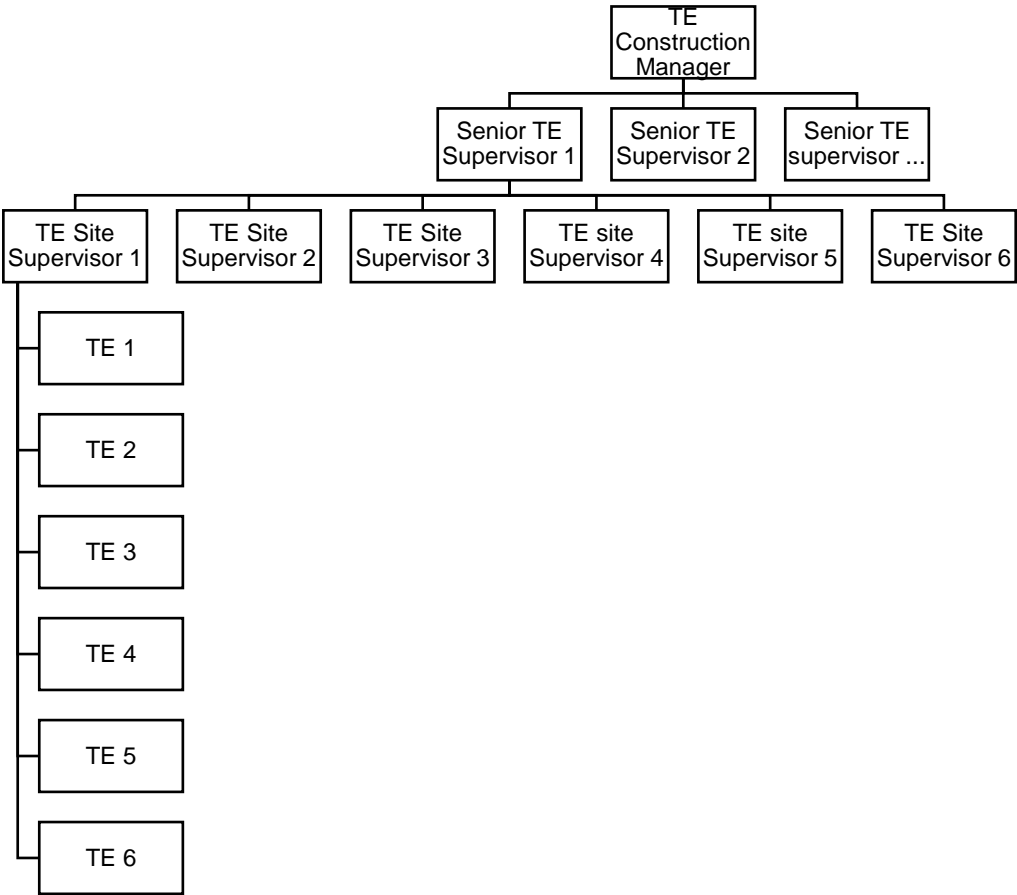 TE
Construction
Manager
Senior TE
Supervisor 1
Senior TE
Supervisor 2
Senior TE
supervisor ...
TE Site
Supervisor 1
TE Site
Supervisor 2
TE Site
Supervisor 3
TE site
Supervisor 4
TE site
Supervisor 5
TE Site
Supervisor 6
TE 1
TE 2
TE 3
TE 4
TE 5
TE 6